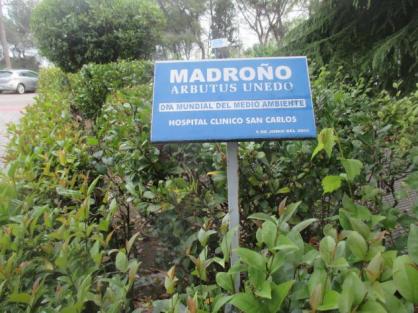 MADROÑO
ARBUTUS UNEDO
DIA MUNDIAL DEL MEDIO AMBIENTE
HOSPITAL CLINICO SAN CARLOS
5 DE JUNIO DEL